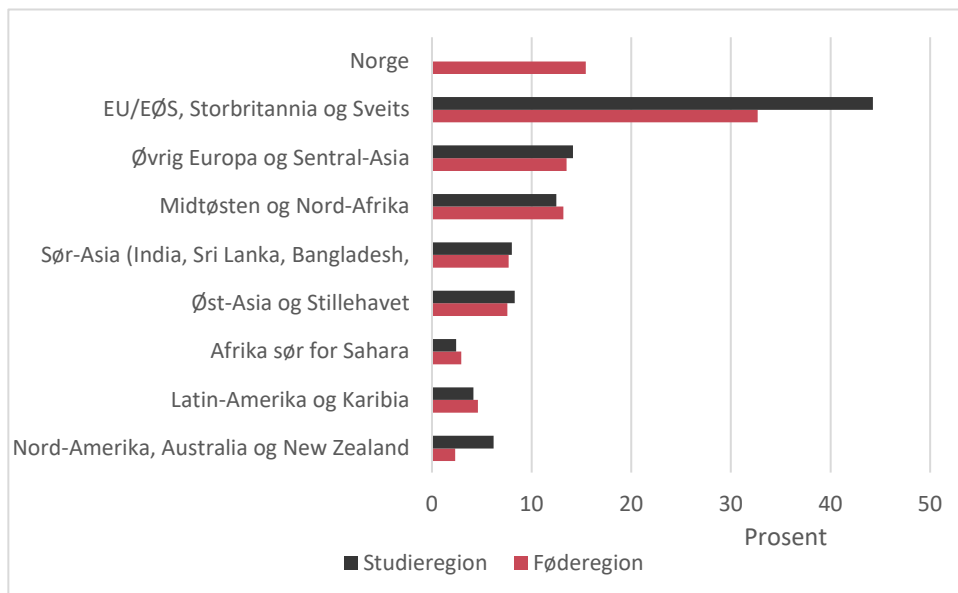 Norge
EU/EØS, Storbritannia og Sveits
Øvrig Europa og Sentral-Asia
Midtøsten og Nord-Afrika
Sør-Asia (India, Sri Lanka, Bangladesh,
Øst-Asia og Stillehavet
Afrika sør for Sahara
Latin-Amerika og Karibia
Nord-Amerika, Australia og New Zealand
0 10 20 30 40 50
Prosent
Studieregion Føderegion